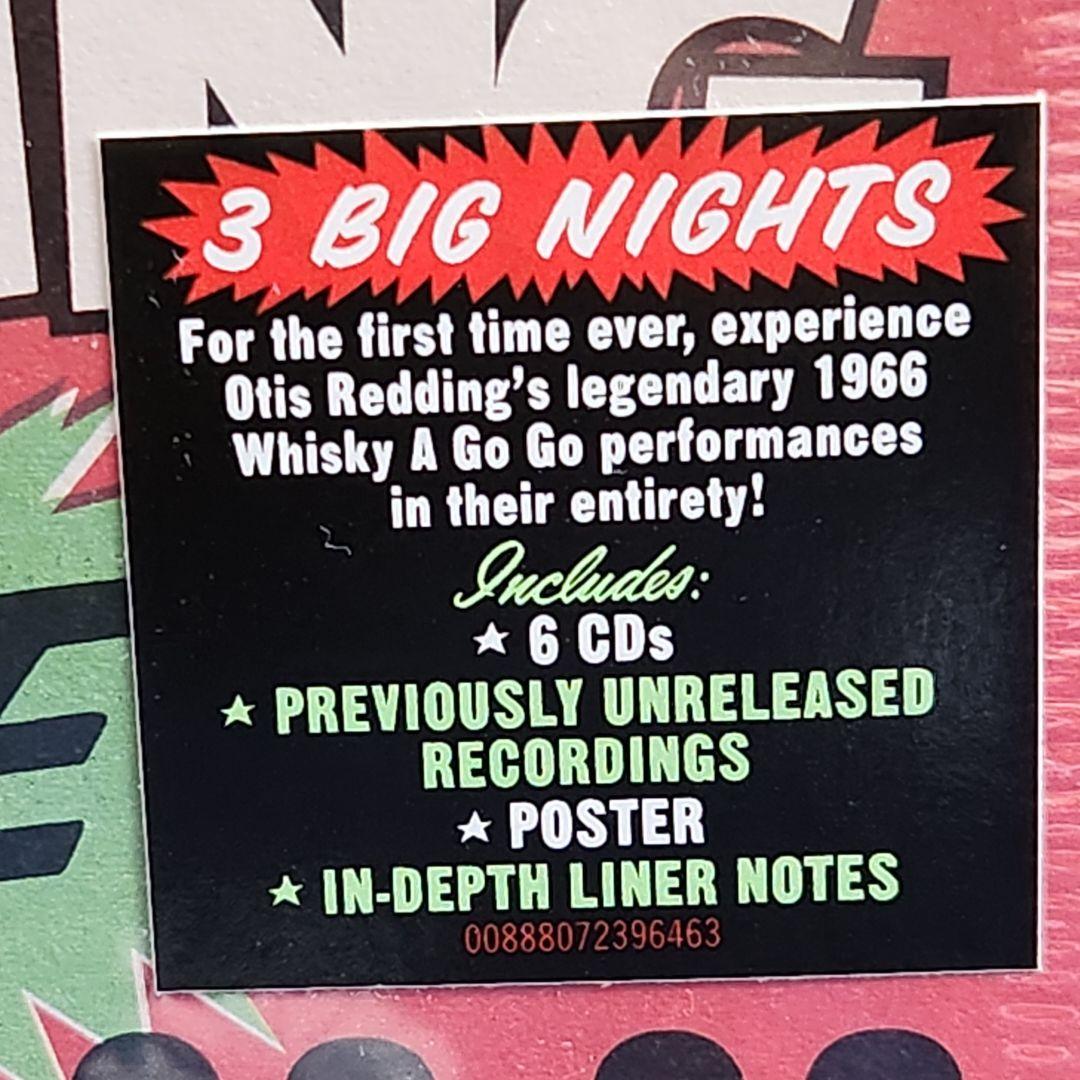 3 BIG NIGHTS
For the first time ever, experience
Otis Redding's legendary 1966
Whisky A Go Go performances
in their entirety!
Includes:
★ 6 CDs
★ PREVIOUSLY UNRELEASED
RECORDINGS
★ POSTER
★ IN-DEPTH LINER NOTES
00888072396463